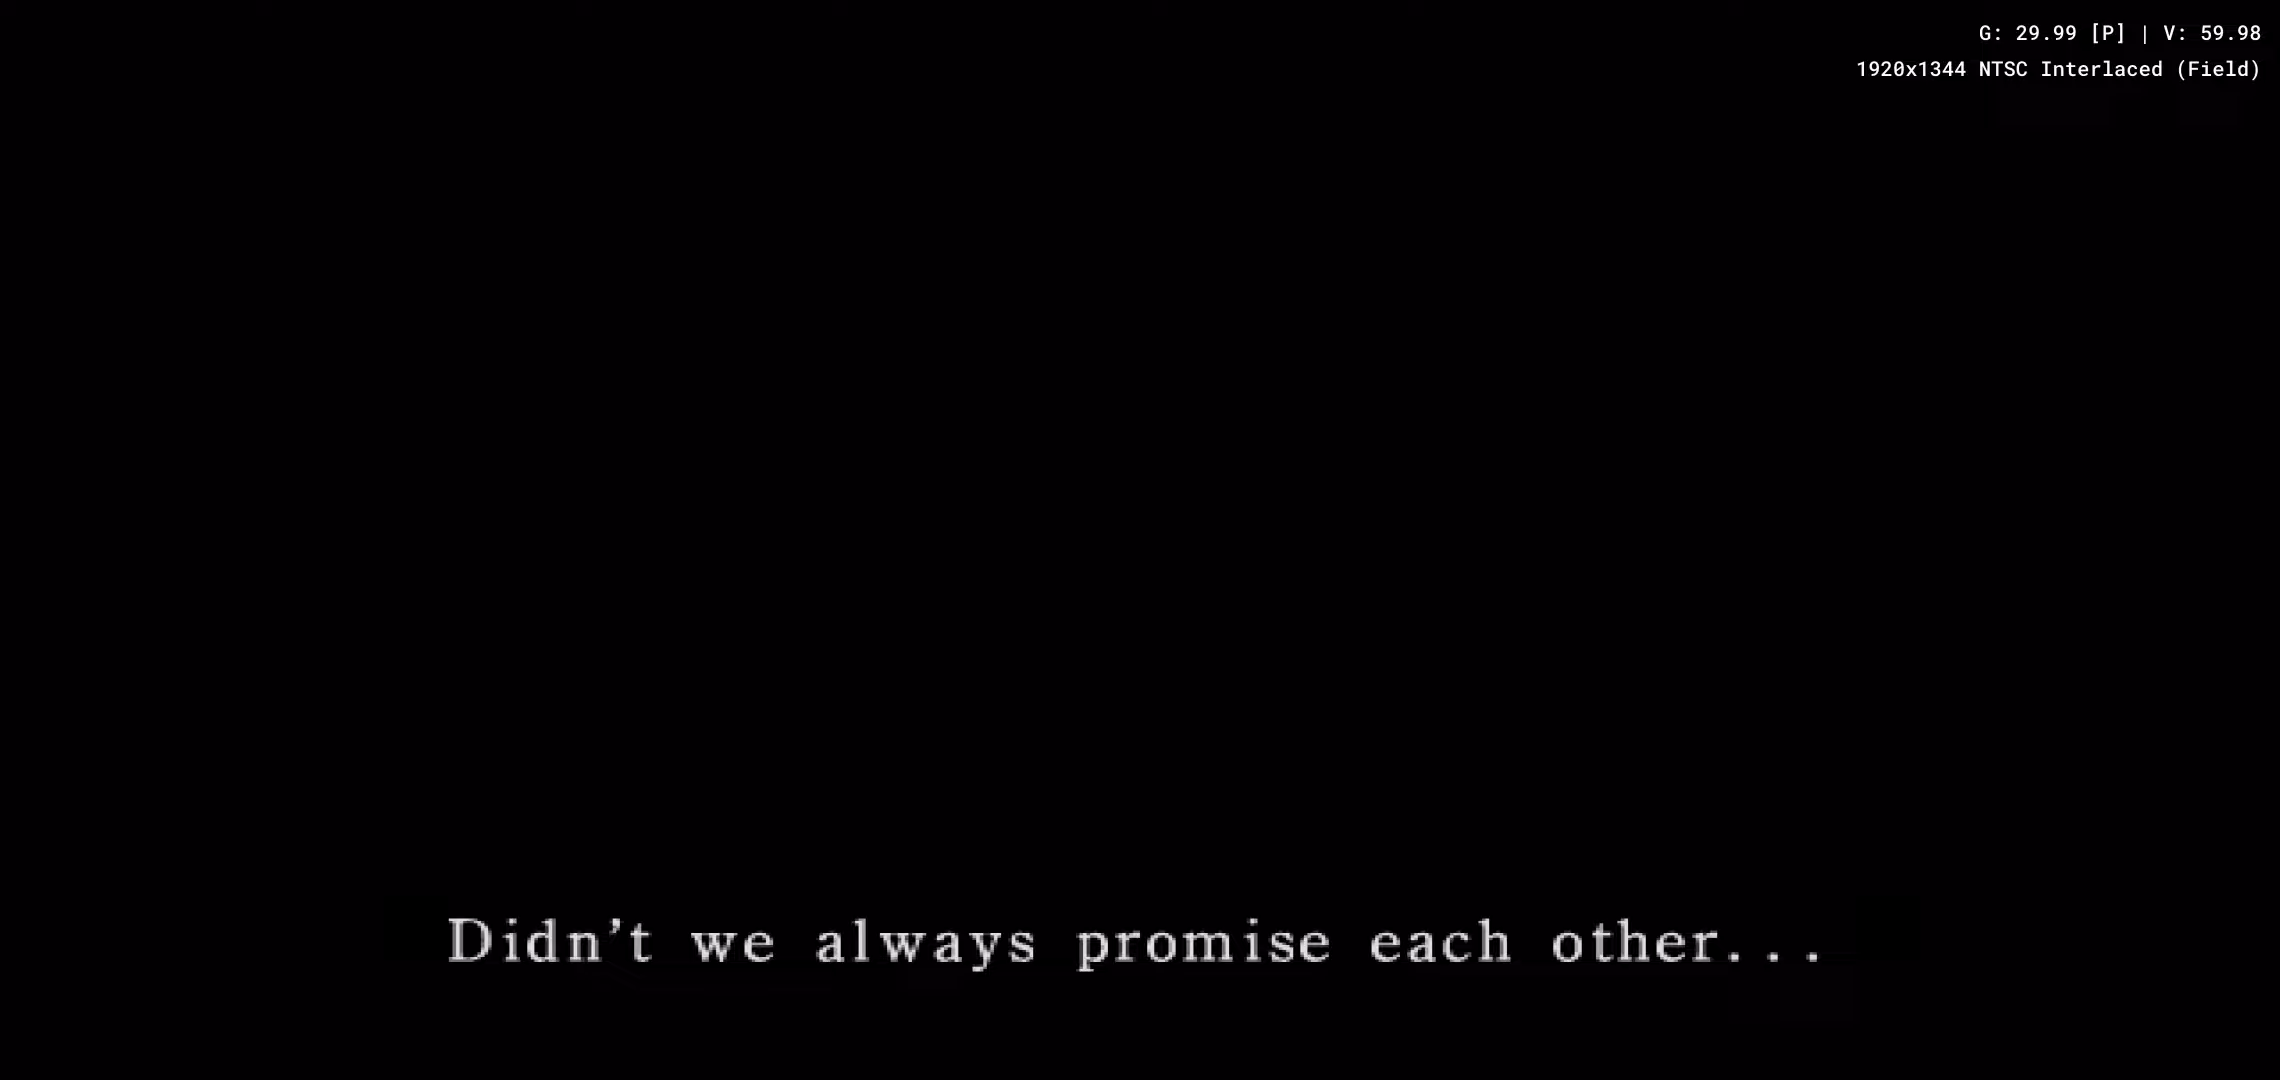 G: 29.99 [P] | V: 59.98
1920x1344 NTSC Interlaced (Field)
Didn’t we always promise each other...